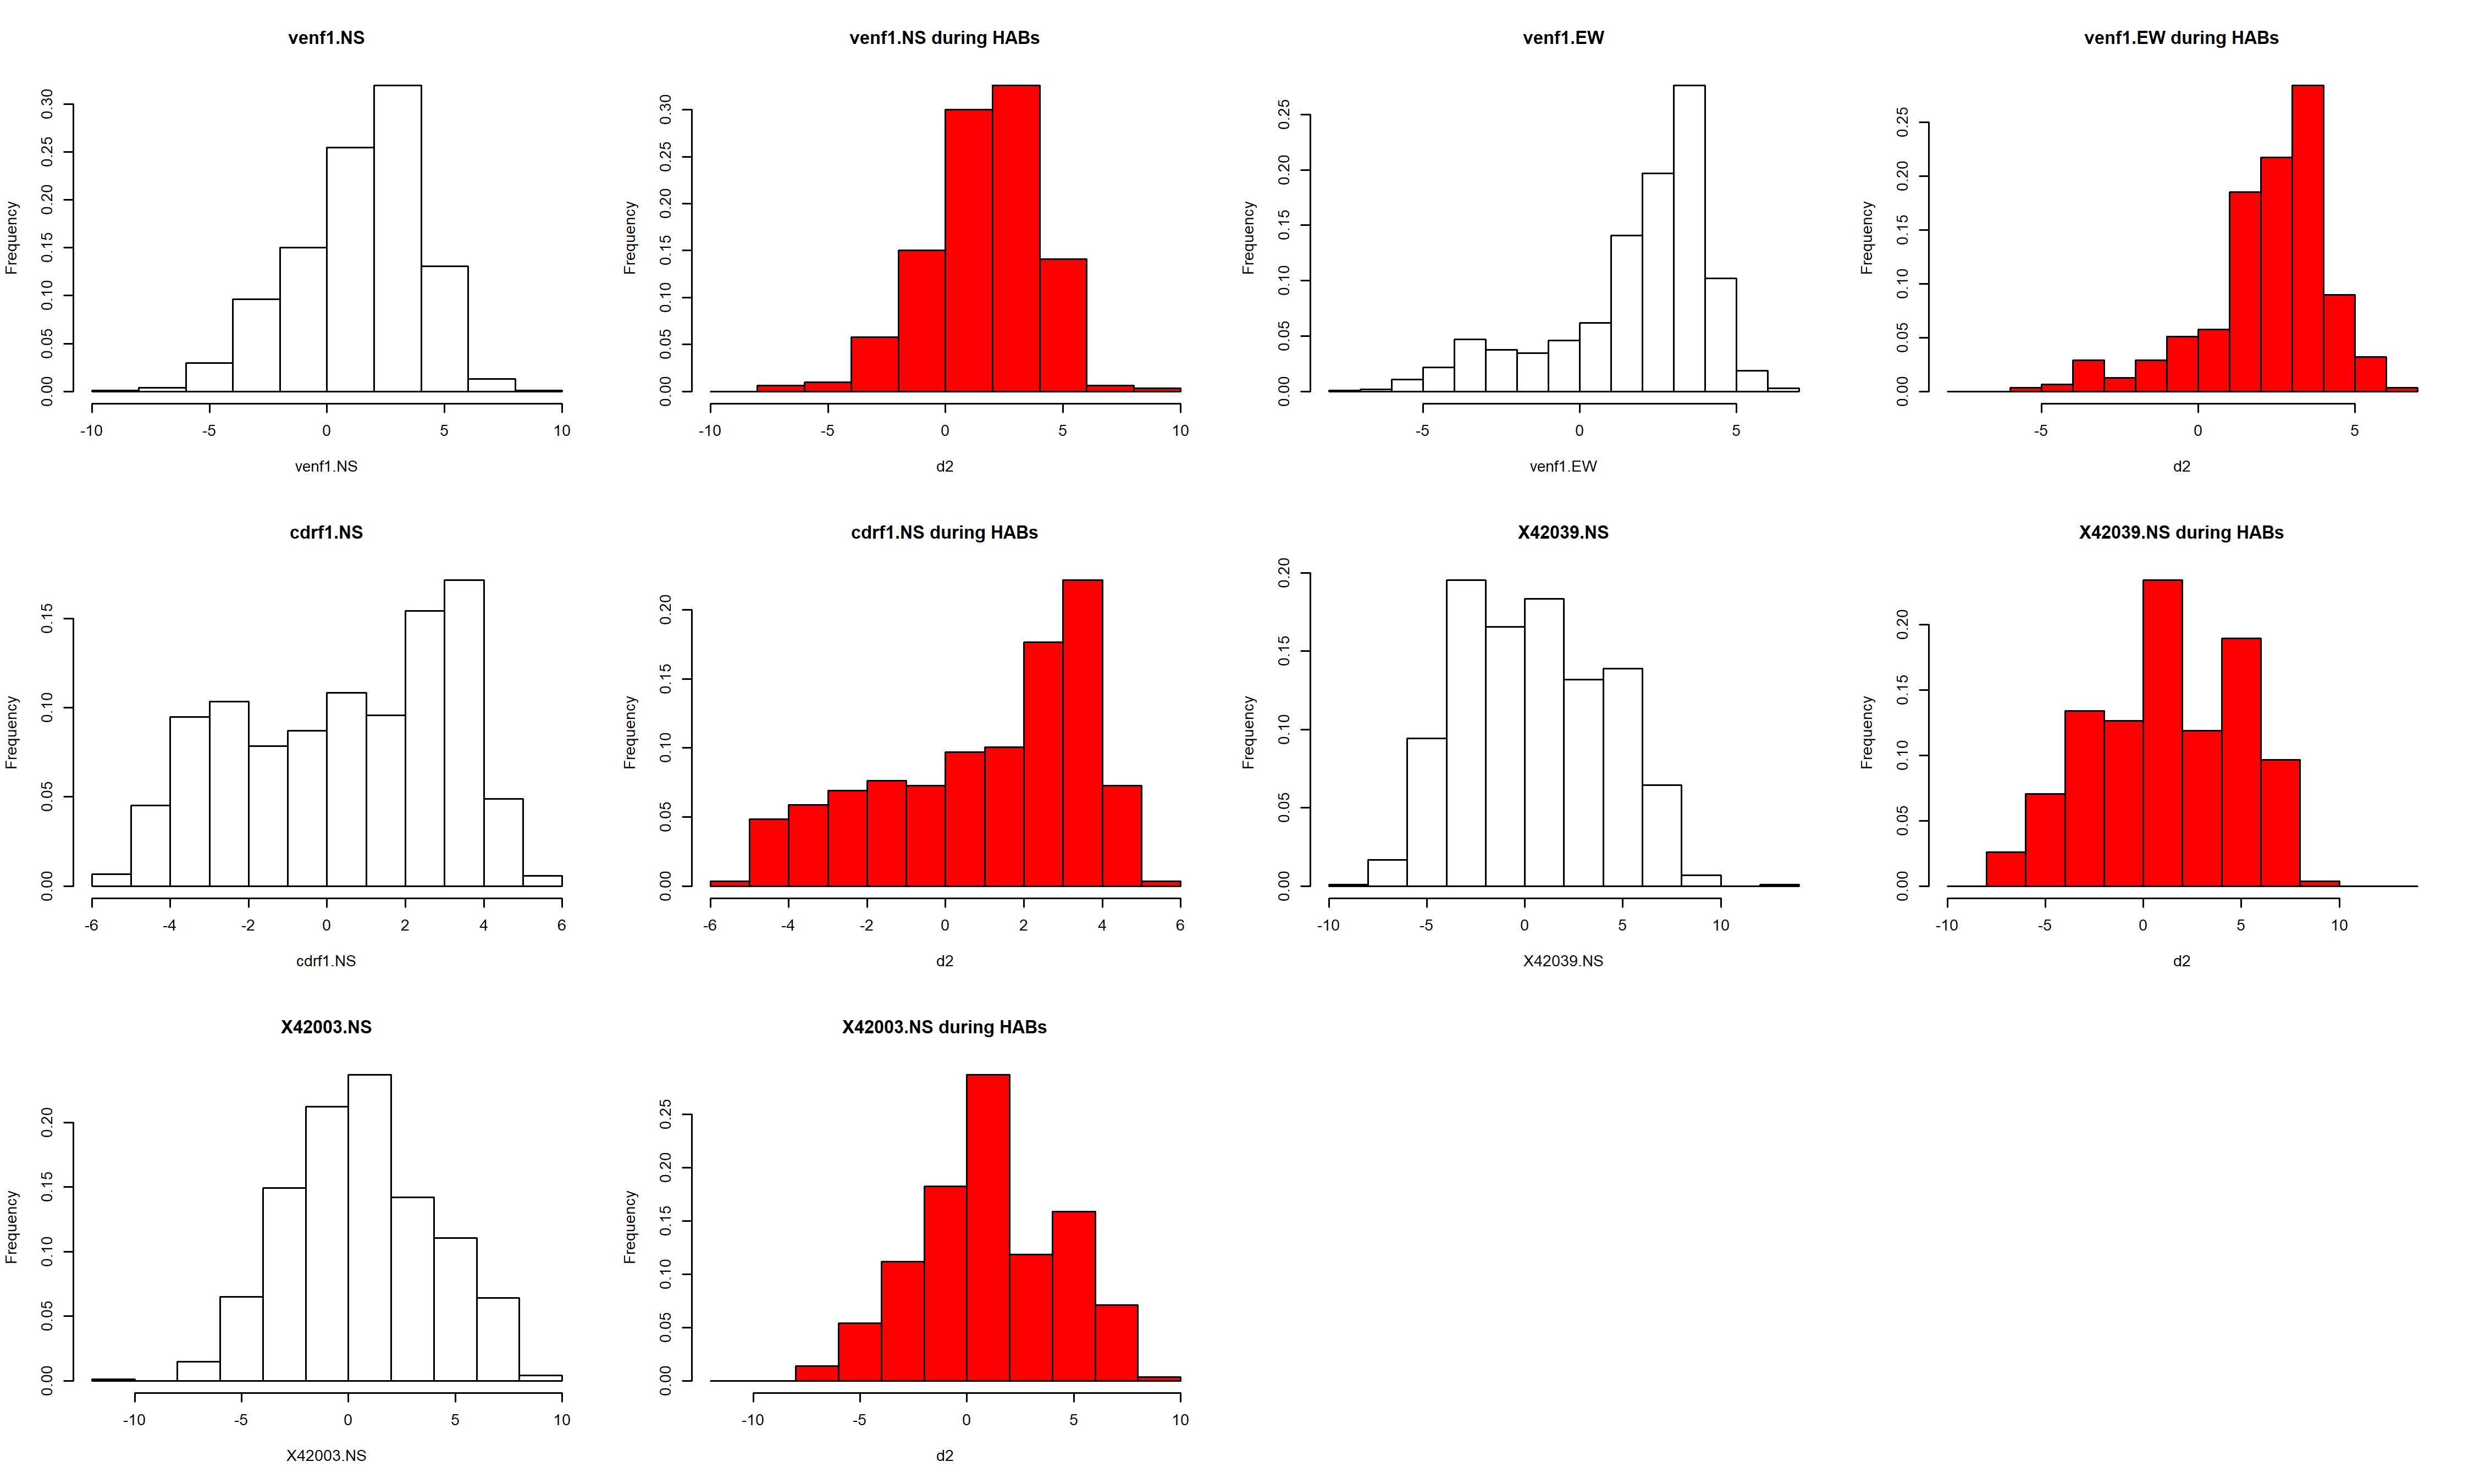 venf1.NS
Frequency
0.00 0.05 0.10 0.15 0.20 0.25 0.30
-10 -5 0 5 10
venf1.NS
venf1.NS during HABs
Frequency
0.00 0.05 0.10 0.15 0.20 0.25 0.30
-10 -5 0 5 10
d2
venf1.EW
Frequency
0.00 0.05 0.10 0.15 0.20 0.25
-5 0 5
venf1.EW
venf1.EW during HABs
Frequency
0.00 0.05 0.10 0.15 0.20 0.25
-5 0 5
d2
cdrf1.NS
Frequency
0.00 0.05 0.10 0.15
-6 -4 -2 0 2 4 6
cdrf1.NS
cdrf1.NS during HABs
Frequency
0.00 0.05 0.10 0.15 0.20
-6 -4 -2 0 2 4 6
d2
X42039.NS
Frequency
0.00 0.05 0.10 0.15 0.20
-10 -5 0 5 10
X42039.NS
X42039.NS during HABs
Frequency
0.00 0.05 0.10 0.15 0.20
-10 -5 0 5 10
d2
X42003.NS
Frequency
0.00 0.05 0.10 0.15 0.20
-10 -5 0 5 10
X42003.NS
X42003.NS during HABs
Frequency
0.00 0.05 0.10 0.15 0.20 0.25
-10 -5 0 5 10
d2